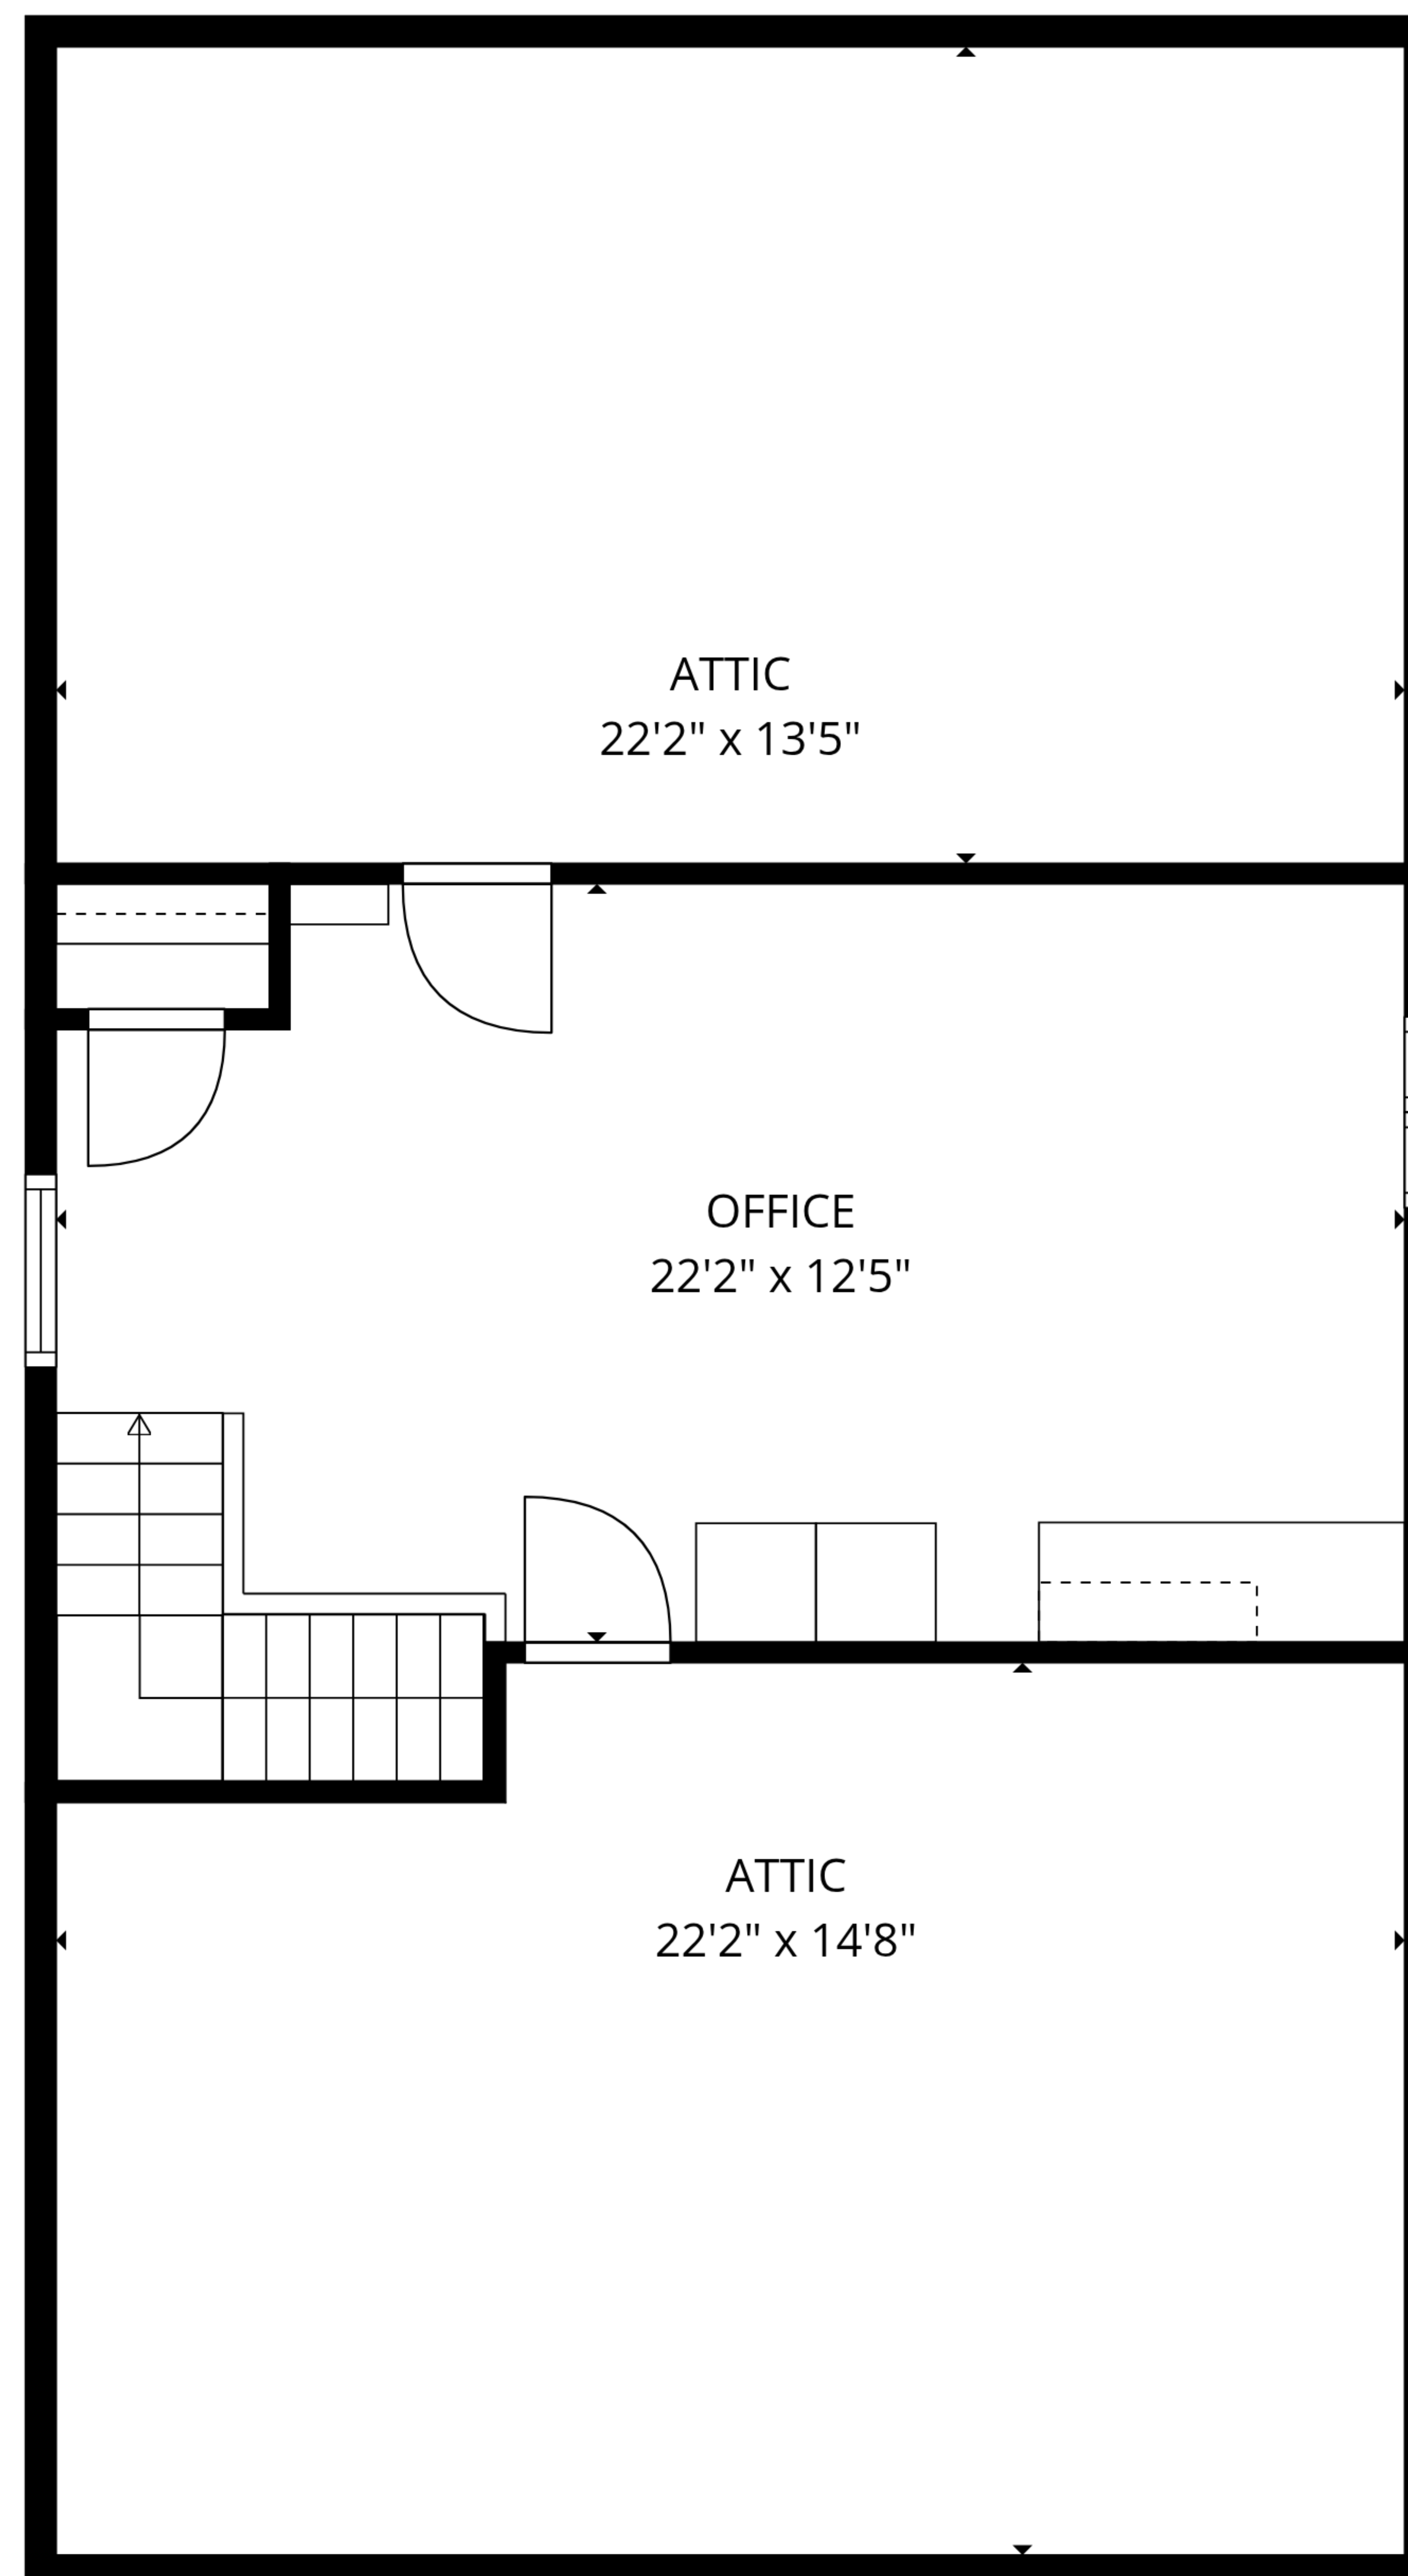 ATTIC
22'2" x 13'5"
OFFICE
22'2" x 12'5"
ATTIC
22'2" x 14'8"